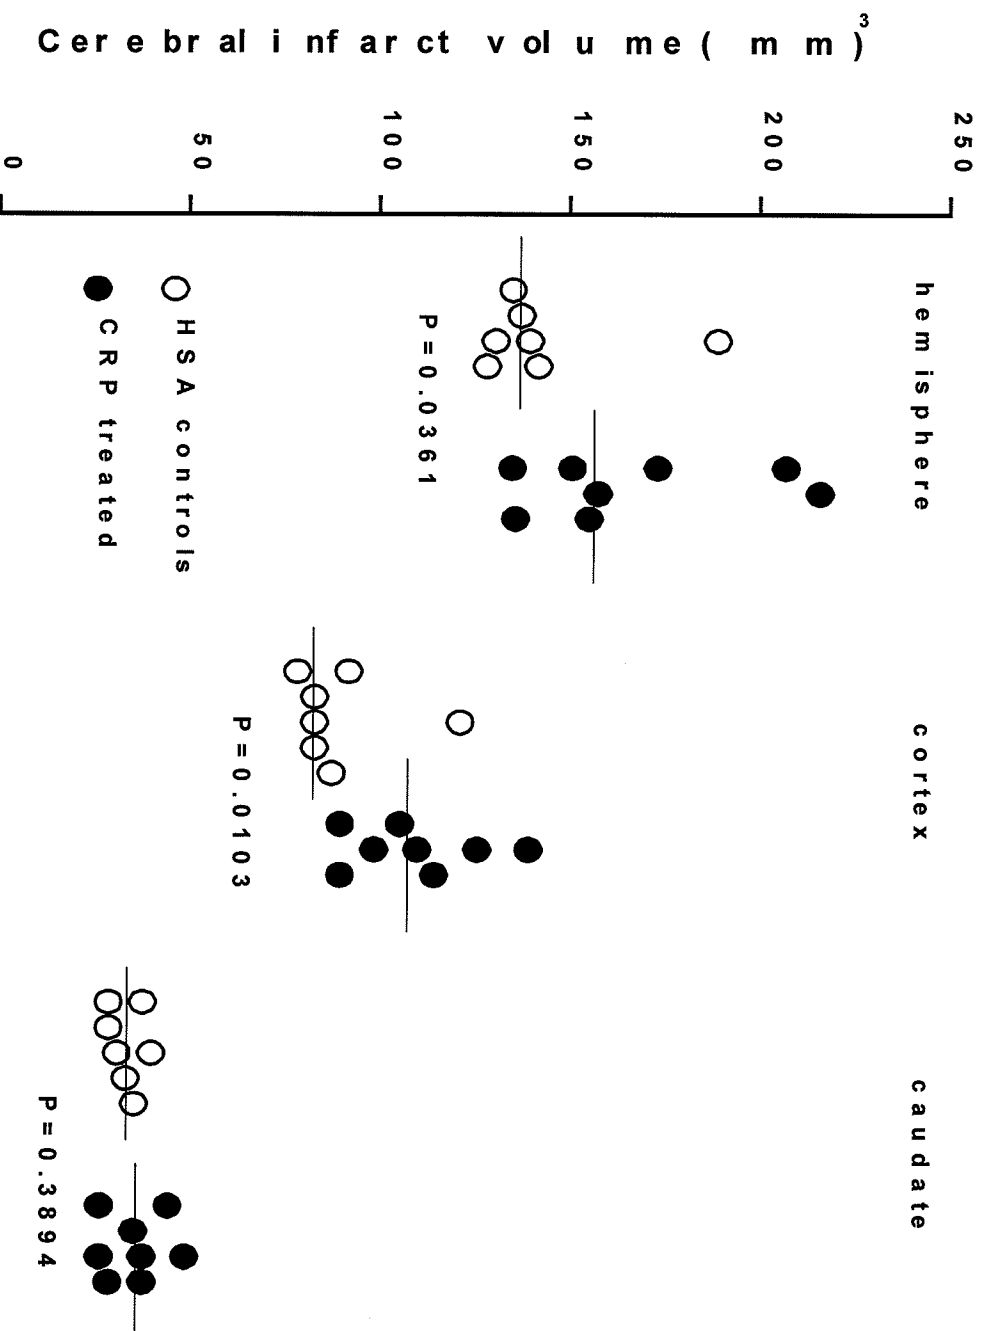 Cerebral infarct volume (mm)³
250
200
150
100
50
0
hemisphere
cortex
caudate
P=0.0361
P=0.0103
P=0.3894
HSA controls
CRP treated